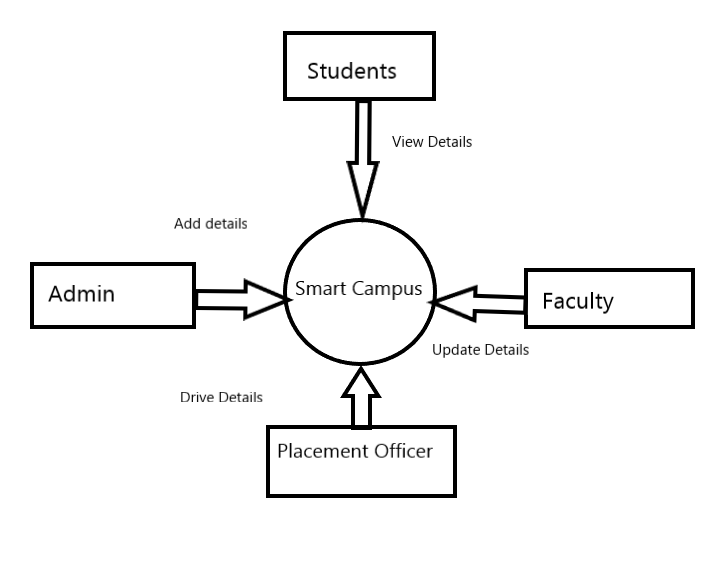 Students
View Details
Add details
Admin
Smart Campus
Faculty
Update Details
Drive Details
Placement Officer